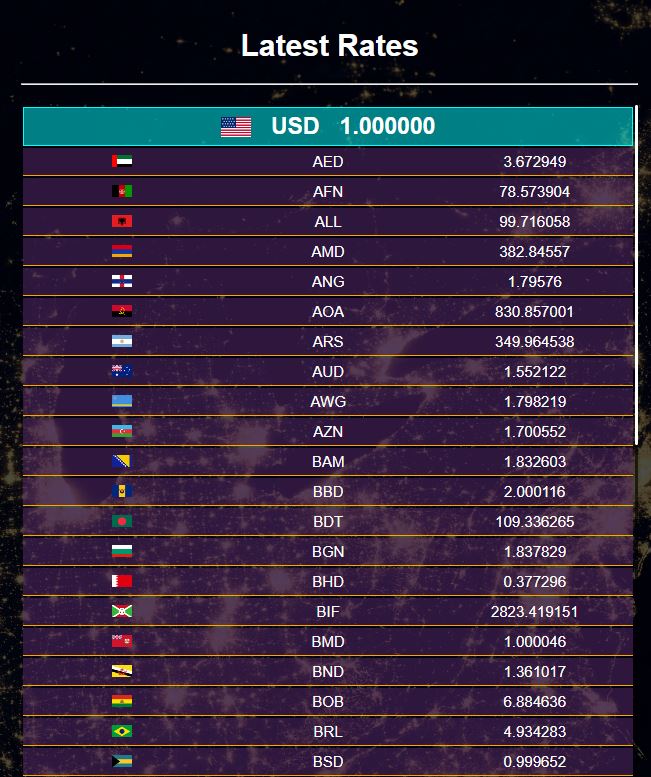 Latest Rates
USD 1.000000
AED 3.672949
AFN 78.573904
ALL 99.716058
AMD 382.84557
ANG 1.79576
AOA 830.857001
ARS 349.964538
AUD 1.552122
AWG 1.798219
AZN 1.700552
BAM 1.832603
BBD 2.000116
BDT 109.336265
BGN 1.837829
BHD 0.377296
BIF 2823.419151
BMD 1.000046
BND 1.361017
BOB 6.884636
BRL 4.934283
BSD 0.999652